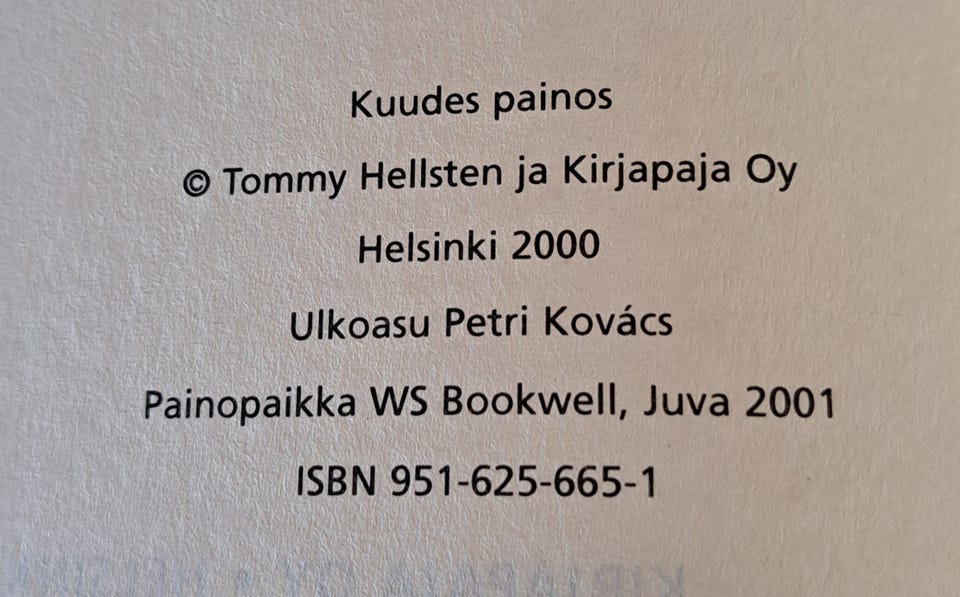 Kuudes painos
© Tommy Hellsten ja Kirjapaja Oy
Helsinki 2000
Ulkoasu Petri Kovács
Painopaikka WS Bookwell, Juva 2001
ISBN 951-625-665-1